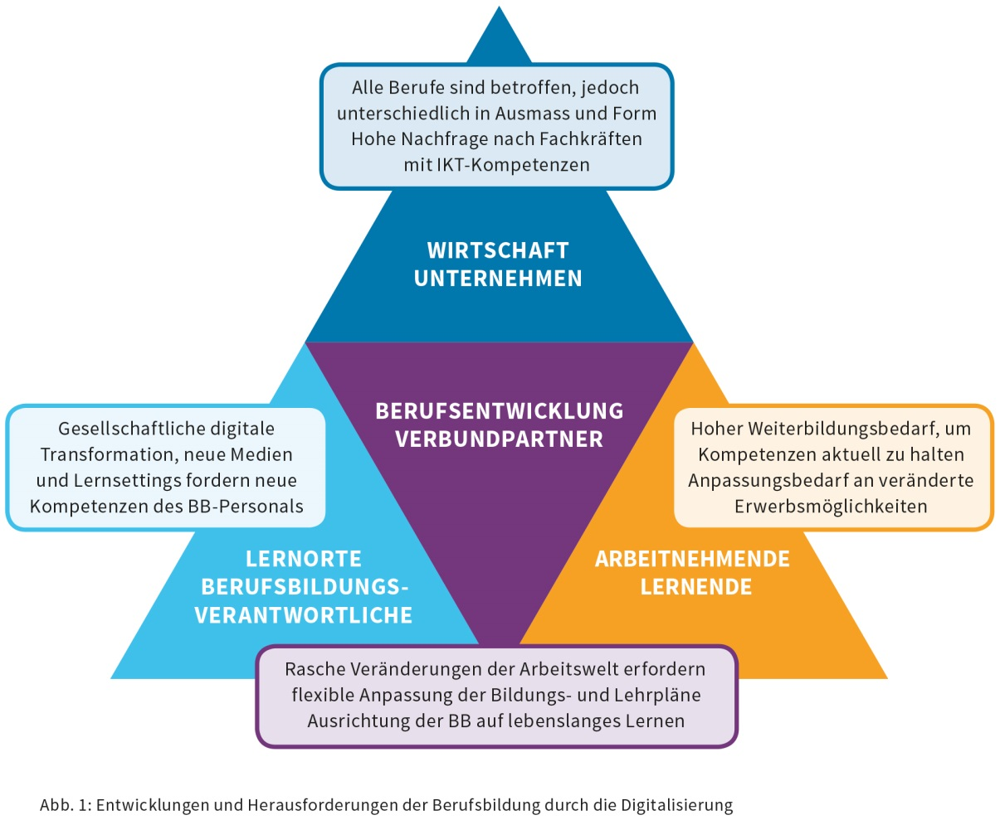 Alle Berufe sind betroffen, jedoch
unterschiedlich in Ausmass und Form
Hohe Nachfrage nach Fachkräften
mit IKT-Kompetenzen
WIRTSCHAFT
UNTERNEHMEN
BERUFSENTWICKLUNG
VERBUNDPARTNER
Gesellschaftliche digitale
Transformation, neue Medien
und Lernsettings fordern neue
Kompetenzen des BB-Personals
Hoher Weiterbildungsbedarf, um
Kompetenzen aktuell zu halten
Anpassungsbedarf an veränderte
Erwerbsmöglichkeiten
LERNORTE
BERUFSBILDUNGS-
VERANTWORTLICHE
ARBEITNEHMENDE
LERNENDE
Rasche Veränderungen der Arbeitswelt erfordern
flexible Anpassung der Bildungs- und Lehrpläne
Ausrichtung der BB auf lebenslanges Lernen
Abb. 1: Entwicklungen und Herausforderungen der Berufsbildung durch die Digitalisierung